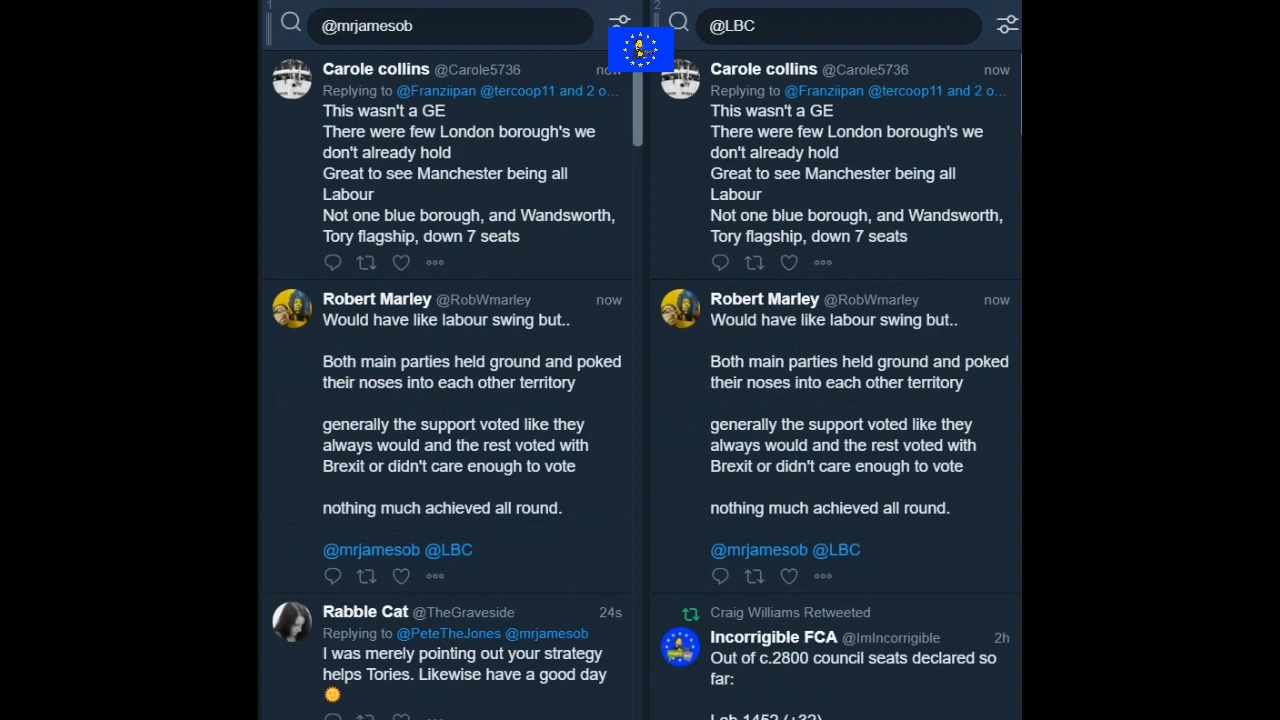 1
@mrjamesob
Carole collins @Carole5736 now
Replying to @Franziipan @tercoop11 and 2 o...
This wasn't a GE
There were few London borough's we
don't already hold
Great to see Manchester being all
Labour
Not one blue borough, and Wandsworth,
Tory flagship, down 7 seats
Robert Marley @RobWmarley now
Would have like labour swing but..
Both main parties held ground and poked
their noses into each other territory
generally the support voted like they
always would and the rest voted with
Brexit or didn't care enough to vote
nothing much achieved all round.
@mrjamesob @LBC
Rabble Cat @TheGraveside 24s
Replying to @PeteTheJones @mrjamesob
I was merely pointing out your strategy
helps Tories. Likewise have a good day
🌞
2
@LBC
Carole collins @Carole5736 now
Replying to @Franziipan @tercoop11 and 2 o...
This wasn't a GE
There were few London borough's we
don't already hold
Great to see Manchester being all
Labour
Not one blue borough, and Wandsworth,
Tory flagship, down 7 seats
Robert Marley @RobWmarley now
Would have like labour swing but..
Both main parties held ground and poked
their noses into each other territory
generally the support voted like they
always would and the rest voted with
Brexit or didn't care enough to vote
nothing much achieved all round.
@mrjamesob @LBC
Craig Williams Retweeted
Incorrigible FCA @ImIncorrigible 2h
Out of c.2800 council seats declared so
far:
Lab 1452 (+32)